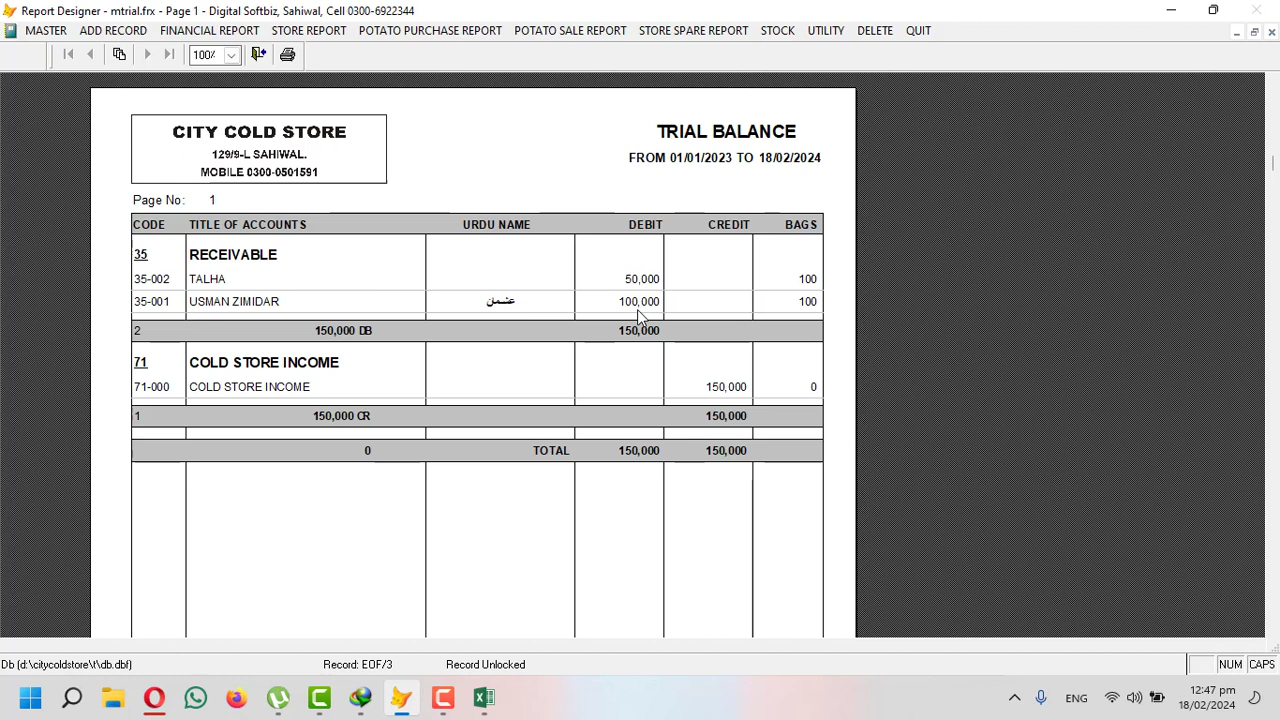 Report Designer - mtrial.frx - Page 1 - Digital Softbiz, Sahiwal, Cell 0300-6922344
MASTER ADD RECORD FINANCIAL REPORT STORE REPORT POTATO PURCHASE REPORT POTATO SALE REPORT STORE SPARE REPORT STOCK UTILITY DELETE QUIT
100%
CITY COLD STORE
129/9-L SAHIWAL.
MOBILE 0300-0501591
TRIAL BALANCE
FROM 01/01/2023 TO 18/02/2024
Page No: 1
CODE TITLE OF ACCOUNTS URDU NAME DEBIT CREDIT BAGS
35 RECEIVABLE
35-002 TALHA 50,000 100
35-001 USMAN ZIMIDAR عثمان 100,000 100
2 150,000 DB 150,000
71 COLD STORE INCOME
71-000 COLD STORE INCOME 150,000 0
1 150,000 CR 150,000
0 TOTAL 150,000 150,000
Db (d:\citycoldstore\t\db.dbf) Record: EOF/3 Record Unlocked NUM CAPS
ENG 12:47 pm
18/02/2024